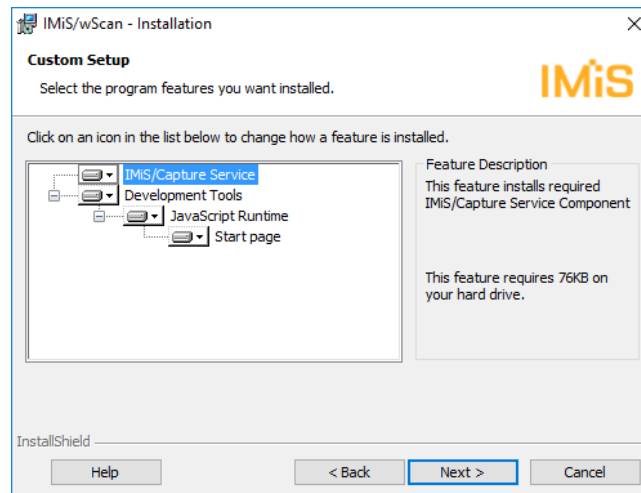 IMiS/wScan - Installation
Custom Setup
Select the program features you want installed.
IMiS
Click on an icon in the list below to change how a feature is installed.
IMiS/Capture Service
Development Tools
JavaScript Runtime
Start page
Feature Description
This feature installs required
IMiS/Capture Service Component
This feature requires 76KB on
your hard drive.
InstallShield
Help
< Back
Next >
Cancel